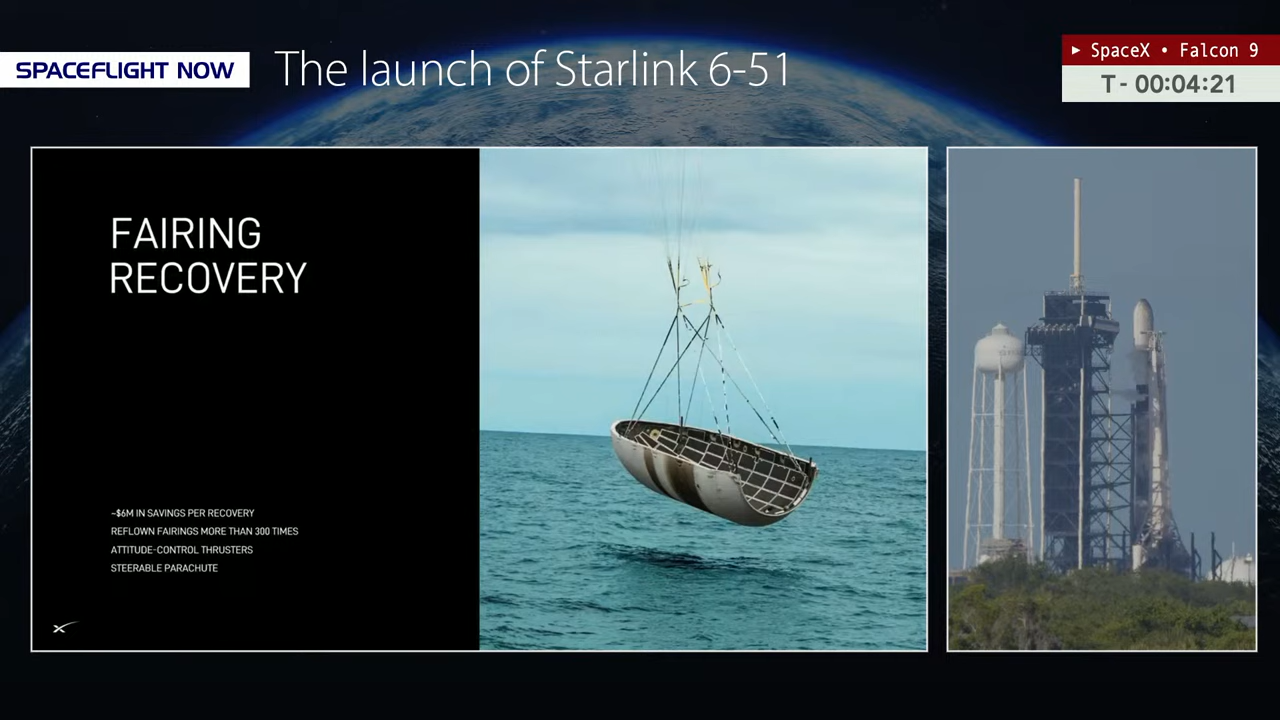 SPACEFLIGHT NOW
The launch of Starlink 6-51
SpaceX • Falcon 9
T - 00:04:21
FAIRING
RECOVERY
~$6M IN SAVINGS PER RECOVERY
REFLOWN FAIRINGS MORE THAN 300 TIMES
ATTITUDE-CONTROL THRUSTERS
STEERABLE PARACHUTE